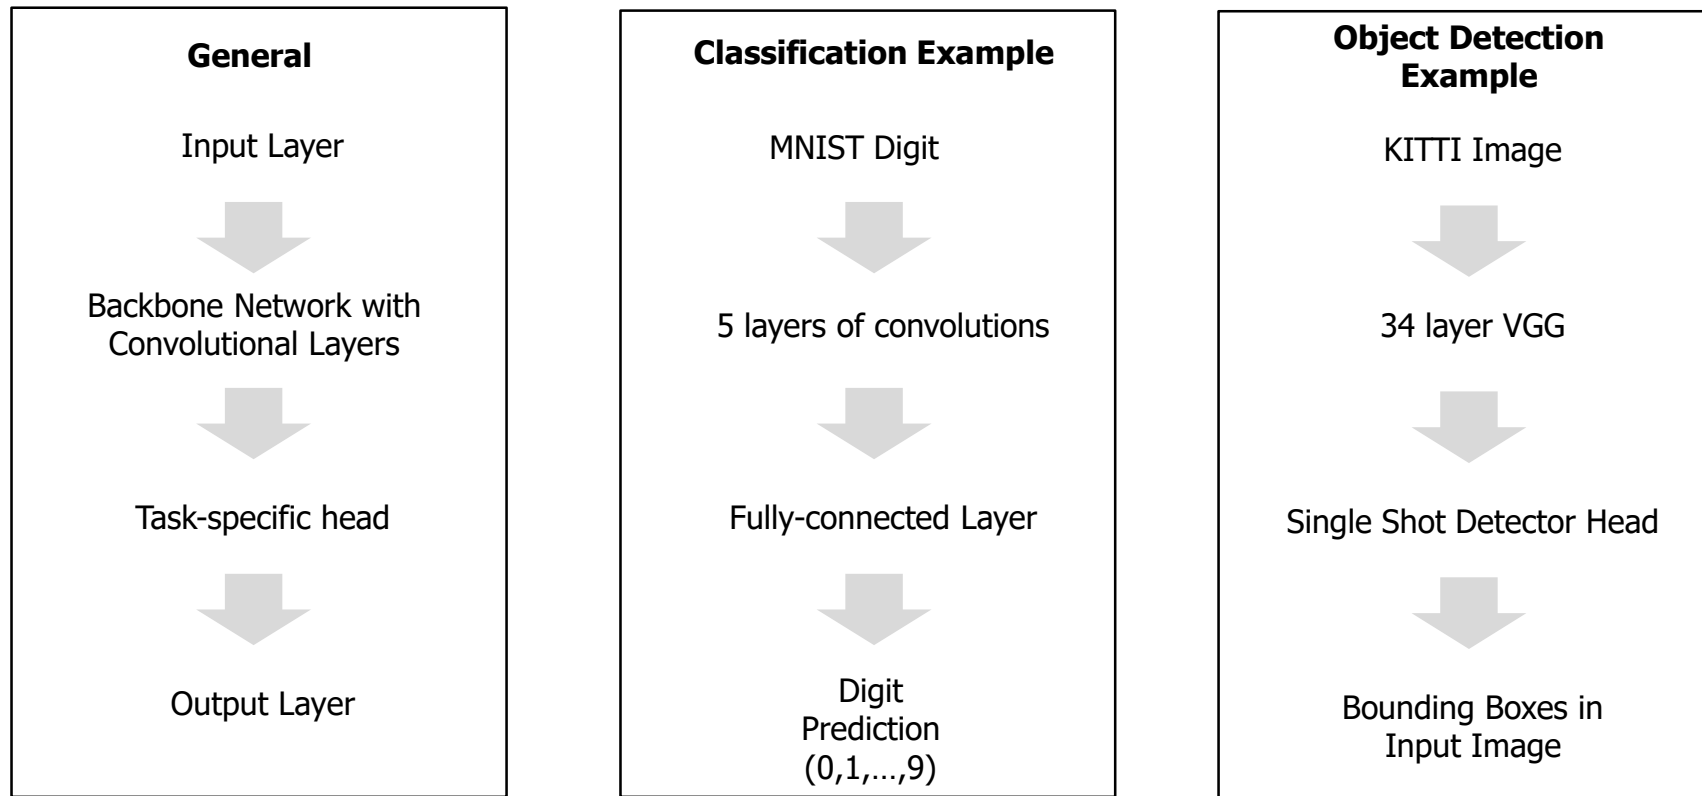 General
Input Layer
Backbone Network with
Convolutional Layers
Task-specific head
Output Layer
Classification Example
MNIST Digit
5 layers of convolutions
Fully-connected Layer
Digit
Prediction
(0,1,…,9)
Object Detection
Example
KITTI Image
34 layer VGG
Single Shot Detector Head
Bounding Boxes in
Input Image